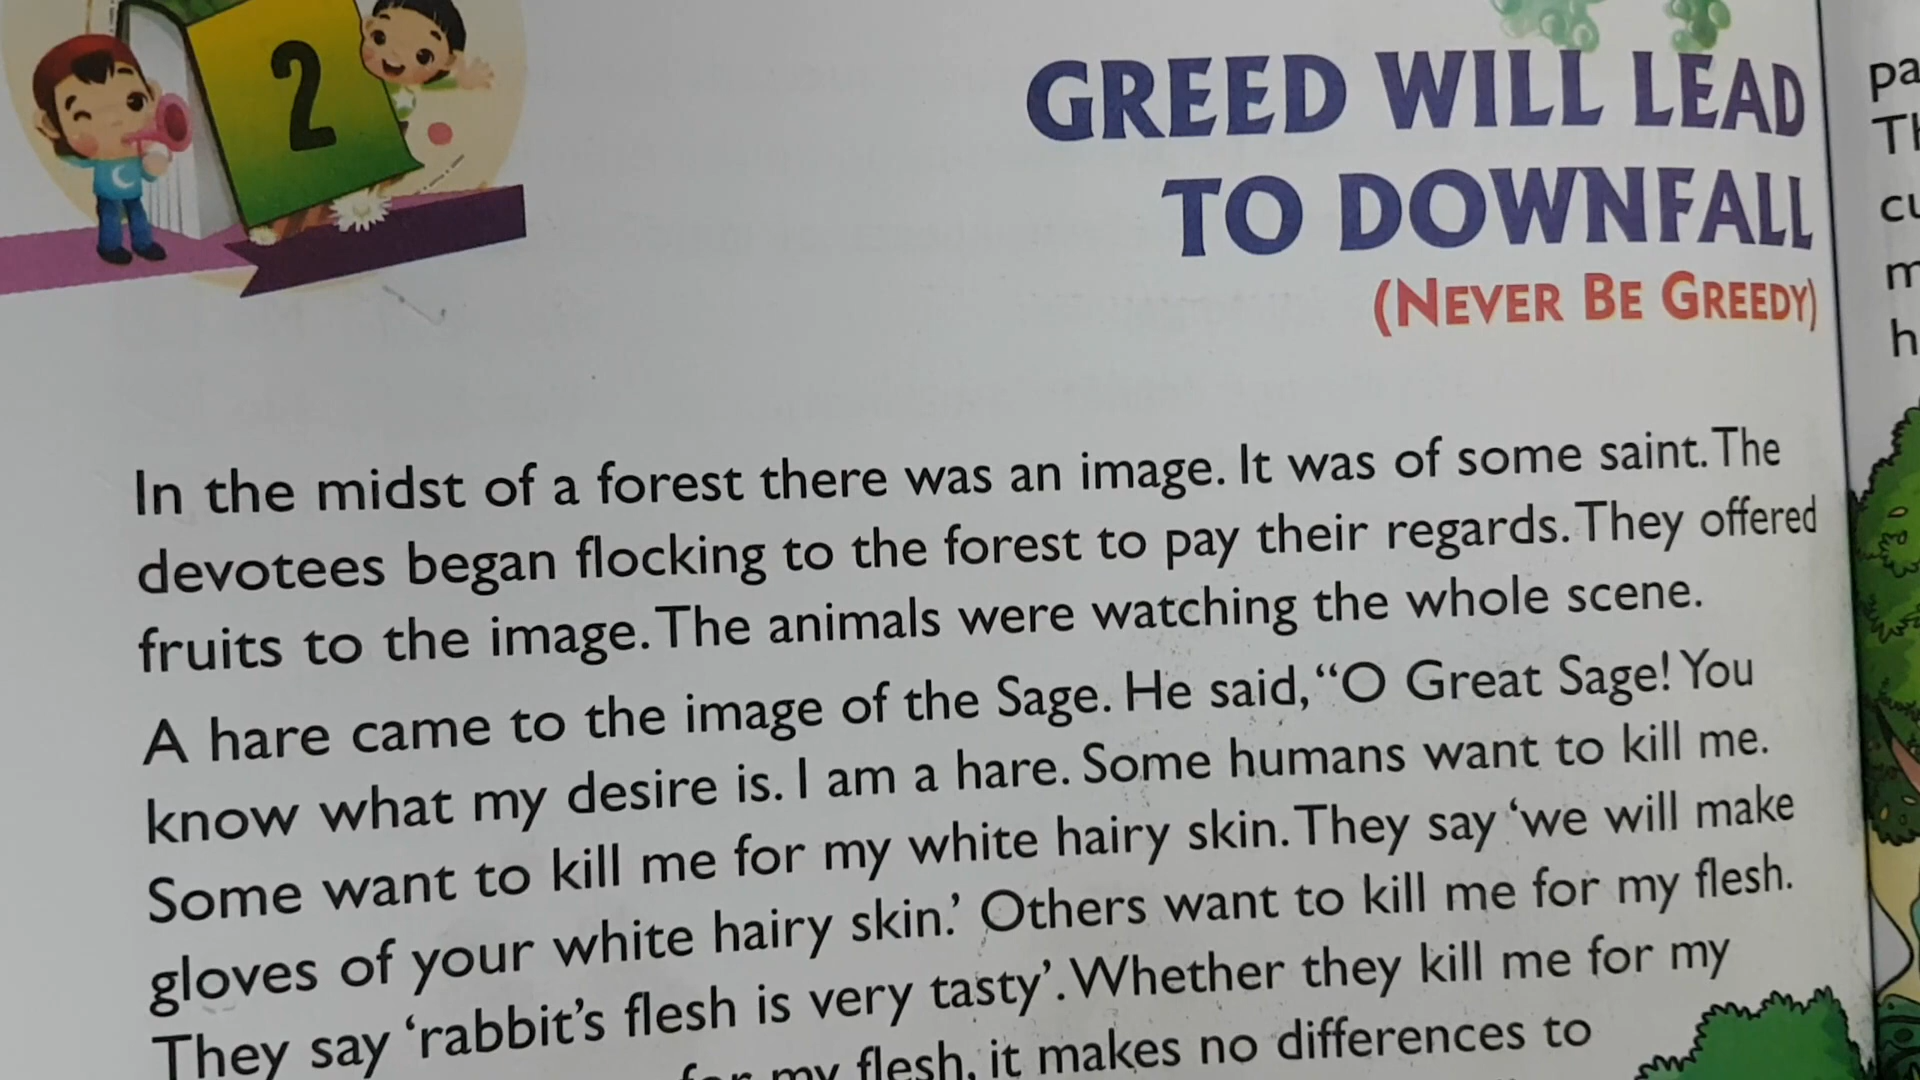 2
GREED WILL LEAD
TO DOWNFALL
(NEVER BE GREEDY)
In the midst of a forest there was an image. It was of some saint. The
devotees began flocking to the forest to pay their regards. They offered
fruits to the image. The animals were watching the whole scene.
A hare came to the image of the Sage. He said, “O Great Sage! You
know what my desire is. I am a hare. Some humans want to kill me.
Some want to kill me for my white hairy skin. They say ‘we will make
gloves of your white hairy skin.’ Others want to kill me for my flesh.
They say ‘rabbit’s flesh is very tasty’. Whether they kill me for my
for my flesh, it makes no differences to